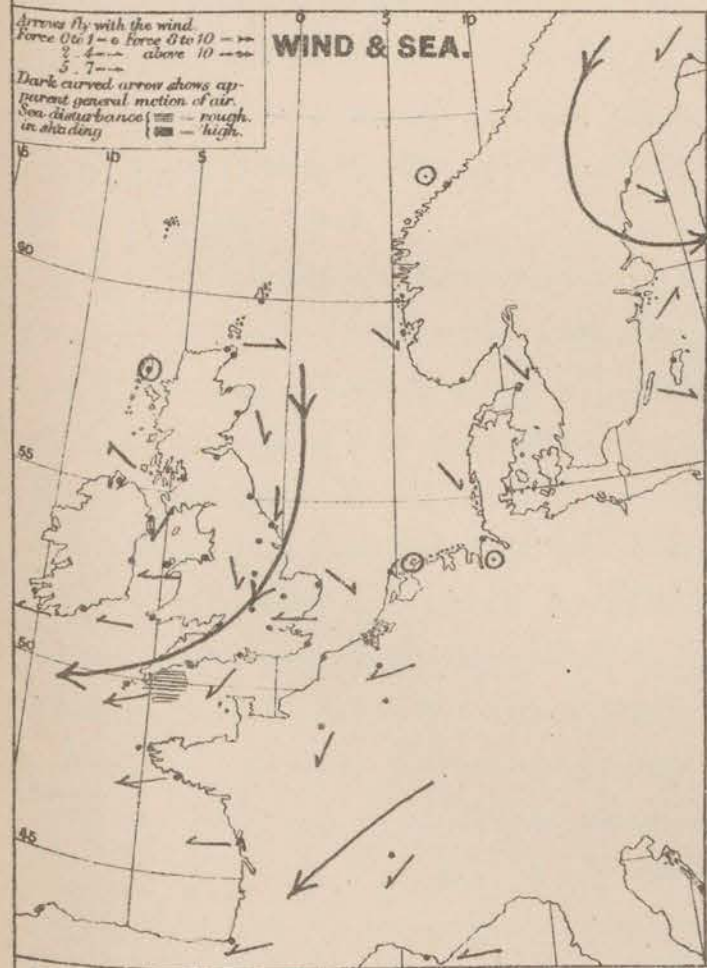 0 5 10
WIND & SEA.
Arrows fly with the wind.
Force 0 to 1 — Force 8 to 10 —
2 . 4 — above 10 —
5 . 7 —
Dark curved arrow shows ap-
parent general motion of air.
Sea disturbance { — rough.
in shading { — high.
15 10 5
60
55
50
5
45